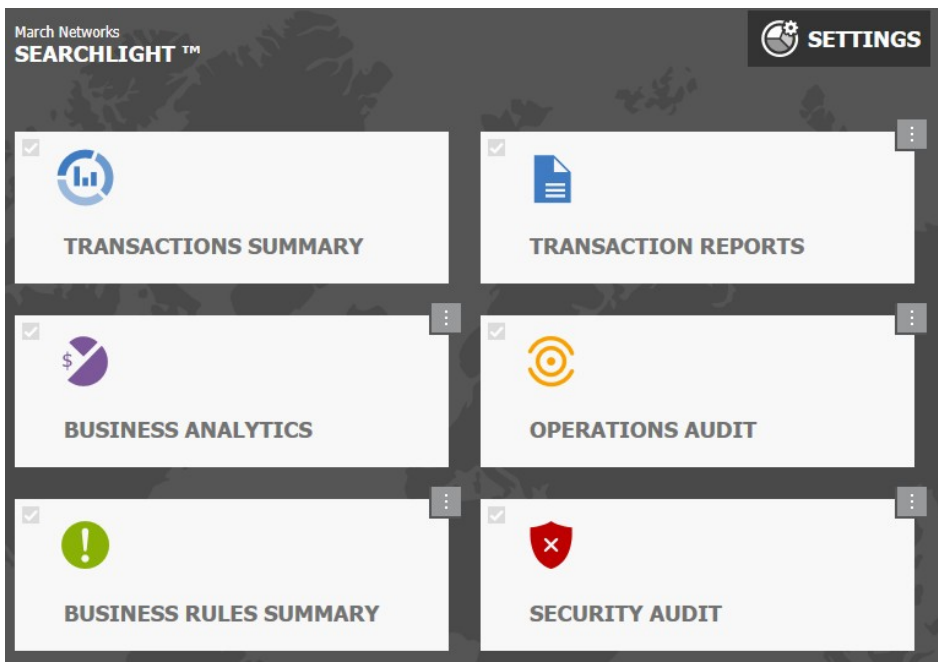 March Networks
SEARCHLIGHT ™
SETTINGS
TRANSACTIONS SUMMARY
TRANSACTION REPORTS
$
BUSINESS ANALYTICS
OPERATIONS AUDIT
!
BUSINESS RULES SUMMARY
SECURITY AUDIT